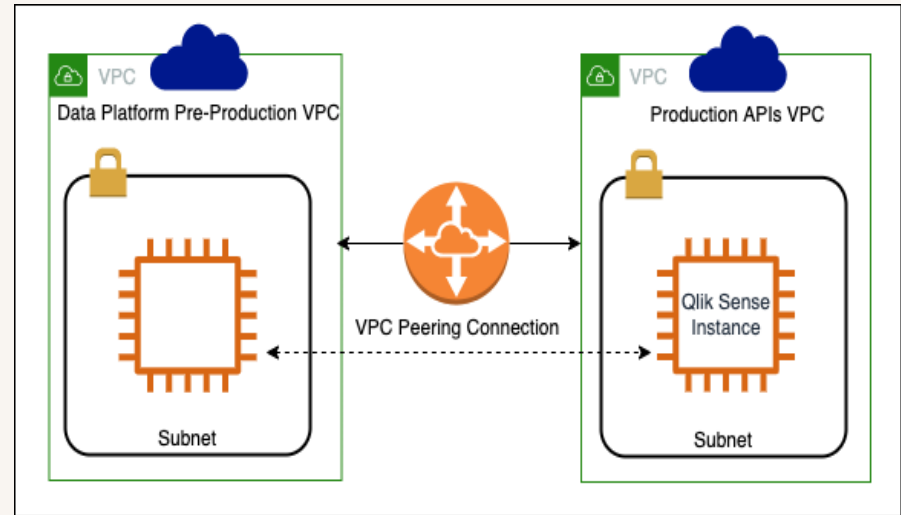 VPC
Data Platform Pre-Production VPC
Subnet
VPC Peering Connection
VPC
Production APIs VPC
Qlik Sense
Instance
Subnet